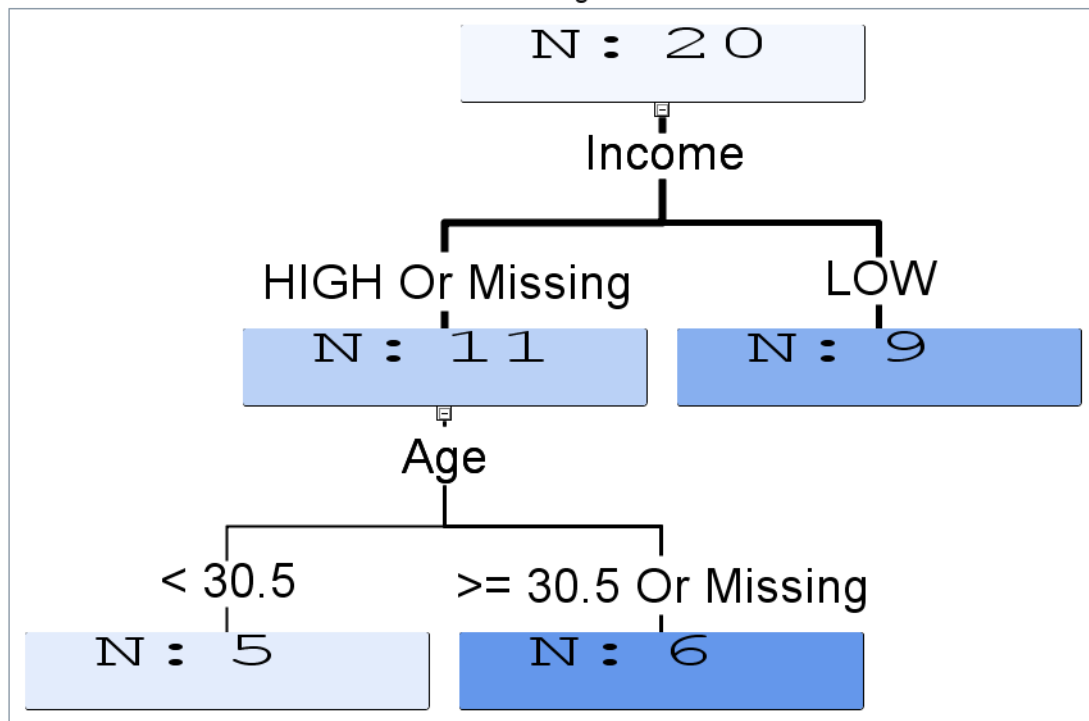 N: 20
Income
HIGH Or Missing
LOW
N: 11
N: 9
Age
< 30.5
>= 30.5 Or Missing
N: 5
N: 6